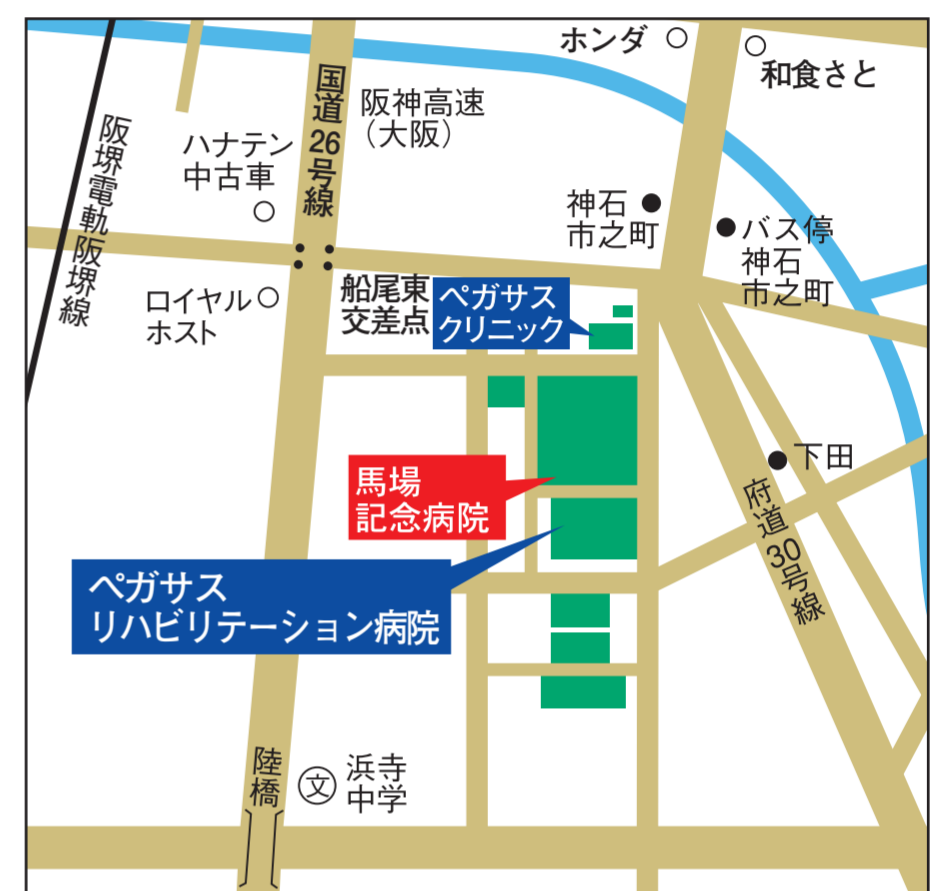 ホンダ
和食さと
国道26号線
阪神高速
（大阪）
阪堺電軌阪堺線
ハナテン
中古車
神石
市之町
バス停
神石
市之町
ロイヤル
ホスト
船尾東
交差点
ペガサス
クリニック
下田
馬場
記念病院
府道30号線
ペガサス
リハビリテーション病院
陸橋
文
浜寺
中学